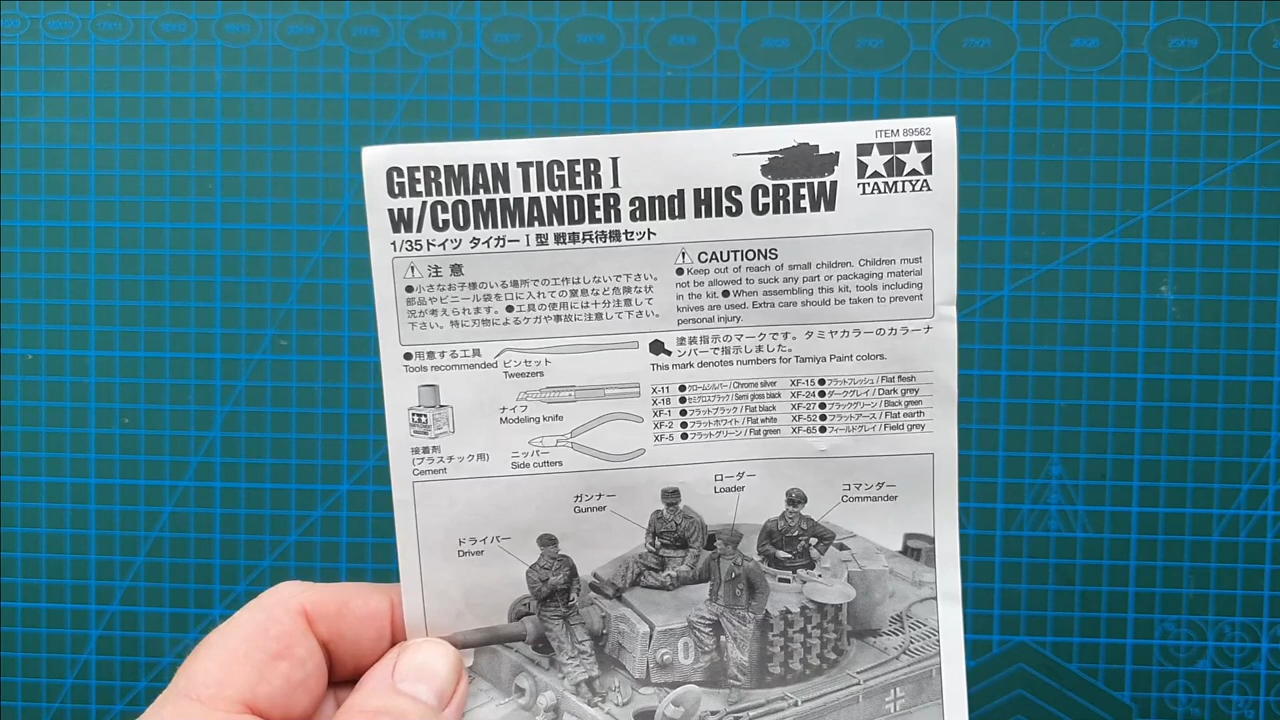 ITEM 89562
GERMAN TIGER I
w/COMMANDER and HIS CREW
TAMIYA
1/35ドイツ タイガーI型 戦車兵待機セット
注意
●小さなお子様のいる場所での工作はしないで下さい。
部品やビニール袋を口に入れての窒息など危険な状
況が考えられます。●工具の使用には十分注意して
下さい。特に刃物によるケガや事故に注意して下さい。
CAUTIONS
●Keep out of reach of small children. Children must
not be allowed to suck any part or packaging material
in the kit. ●When assembling this kit, tools including
knives are used. Extra care should be taken to prevent
personal injury.
●用意する工具
Tools recommended
ピンセット
Tweezers
ナイフ
Modeling knife
接着剤
(プラスチック用)
Cement
ニッパー
Side cutters
塗装指示のマークです。タミヤカラーのカラーナ
ンバーで指示しました。
This mark denotes numbers for Tamiya Paint colors.
X-11 ●クロームシルバー / Chrome silver
X-18 ●セミグロスブラック / Semi gloss black
XF-1 ●フラットブラック / Flat black
XF-2 ●フラットホワイト / Flat white
XF-5 ●フラットグリーン / Flat green
XF-15 ●フラットフレッシュ / Flat flesh
XF-24 ●ダークグレイ / Dark grey
XF-27 ●ブラックグリーン / Black green
XF-52 ●フラットアース / Flat earth
XF-65 ●フィールドグレイ / Field grey
ドライバー
Driver
ガンナー
Gunner
ローダー
Loader
コマンダー
Commander
0